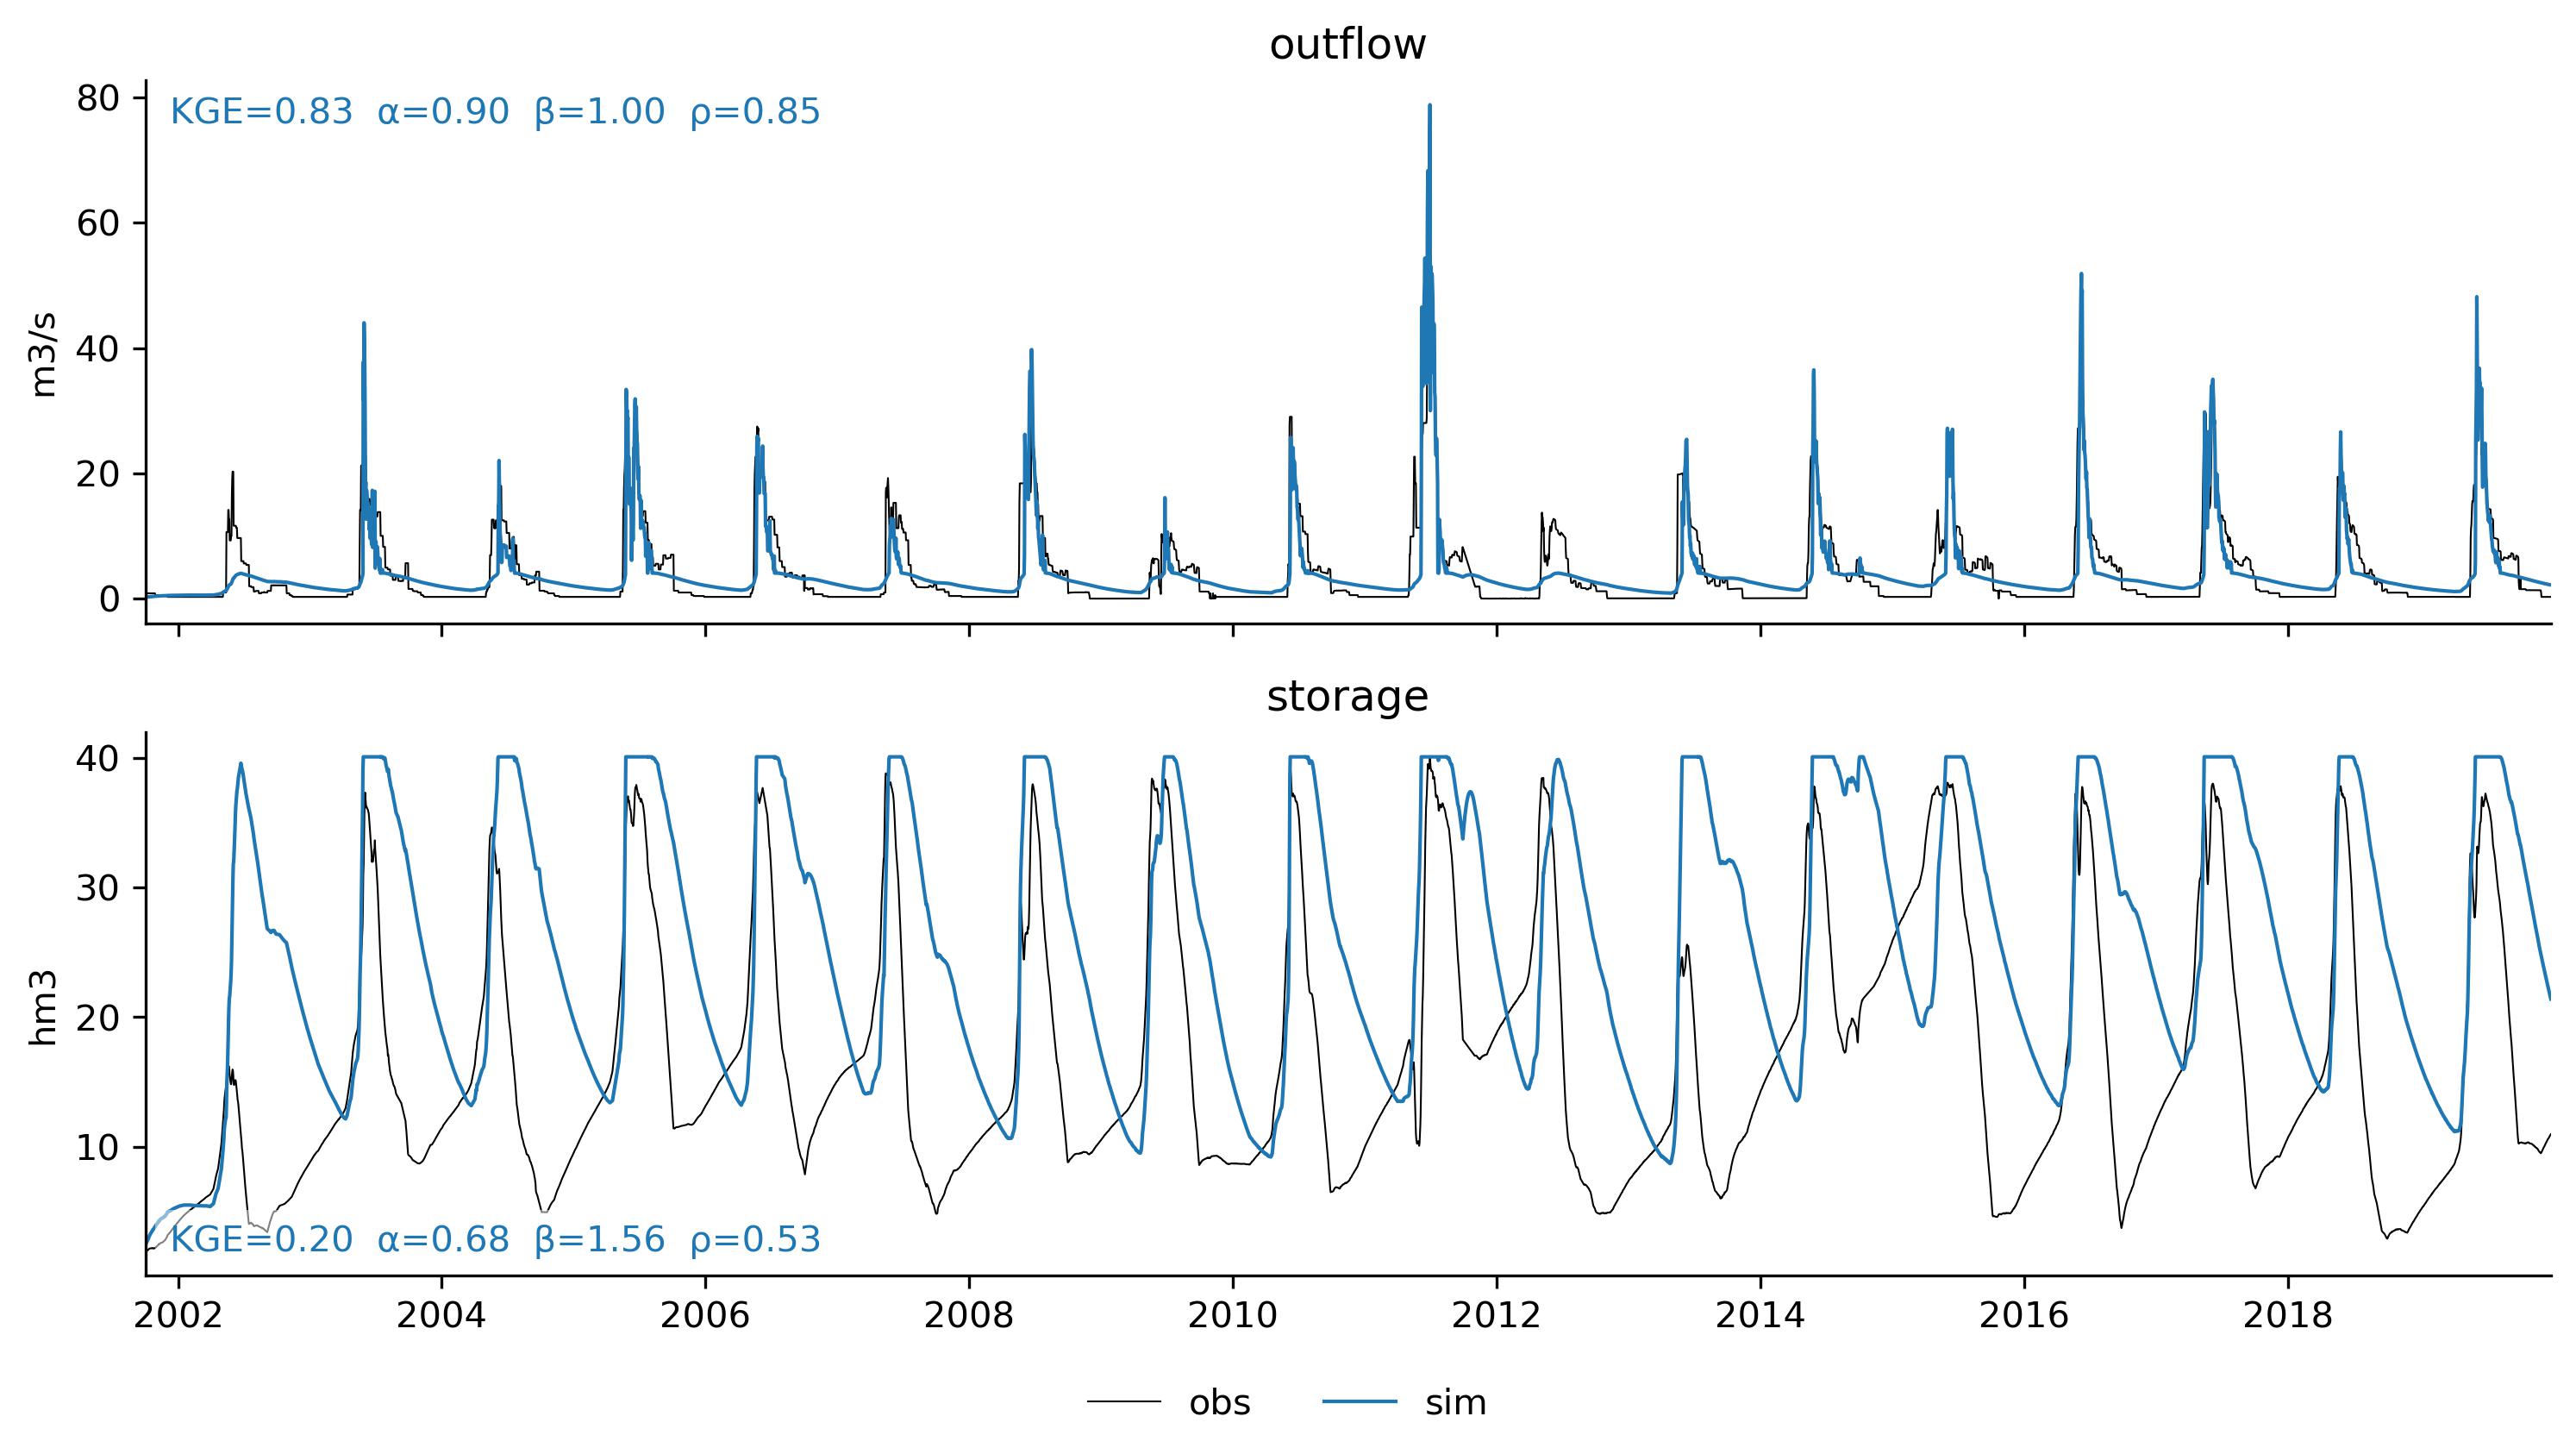 outflow
KGE=0.83 α=0.90 β=1.00 ρ=0.85
80
60
40
20
0
m3/s
storage
40
30
20
10
hm3
KGE=0.20 α=0.68 β=1.56 ρ=0.53
2002 2004 2006 2008 2010 2012 2014 2016 2018
obs sim